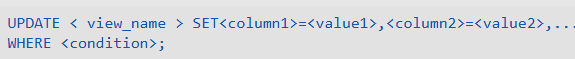 UPDATE < view_name > SET<column1>=<value1>,<column2>=<value2>,...
WHERE <condition>;